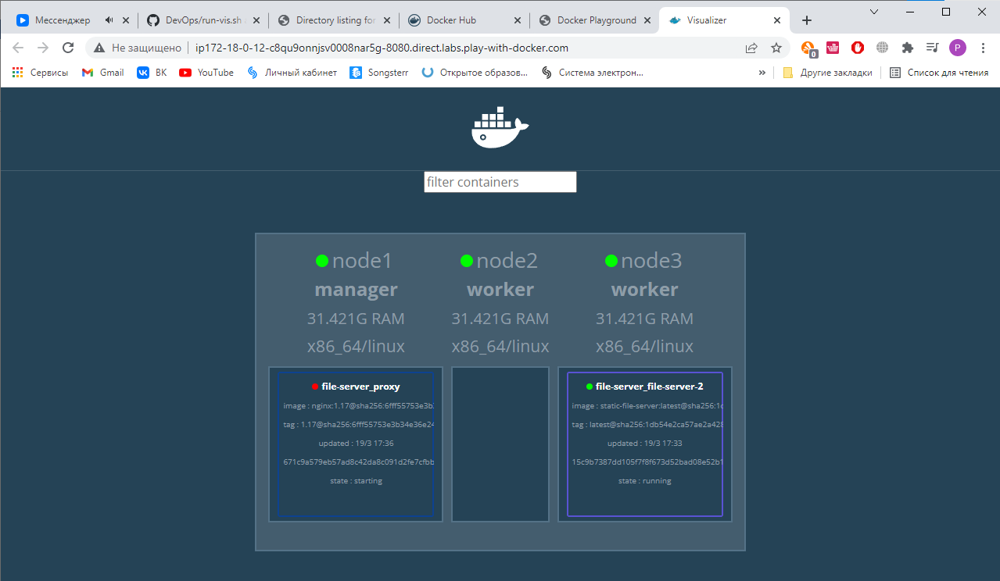 Мессенджер
DevOps/run-vis.sh a
Directory listing for
Docker Hub
Docker Playground
Visualizer
Не защищено
ip172-18-0-12-c8qu9onnjsv0008nar5g-8080.direct.labs.play-with-docker.com
0
P
Сервисы
Gmail
ВК
YouTube
Личный кабинет
Songsterr
Открытое образов...
Система электрон...
»
Другие закладки
Список для чтения
filter containers
node1
manager
31.421G RAM
x86_64/linux
node2
worker
31.421G RAM
x86_64/linux
node3
worker
31.421G RAM
x86_64/linux
file-server_proxy
image : nginx:1.17@sha256:6fff55753e3b
tag : 1.17@sha256:6fff55753e3b34e36e24
updated : 19/3 17:36
671c9a579eb57ad8c42da8c091d2fe7cfbb
state : starting
file-server_file-server-2
image : static-file-server:latest@sha256:1d
tag : latest@sha256:1db54e2ca57ae2a428
updated : 19/3 17:33
15c9b7387dd105f7f8f673d52bad08e52b1
state : running